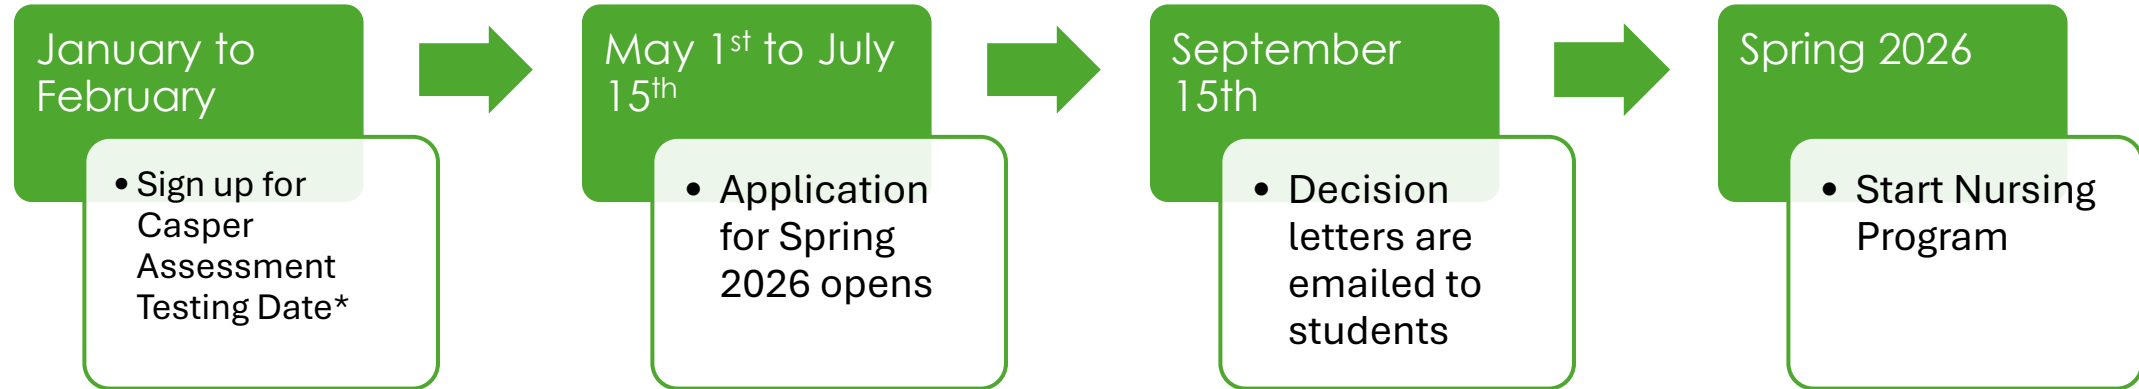 January to
February
• Sign up for
Casper
Assessment
Testing Date*
May 1st to July
15th
• Application
for Spring
2026 opens
September
15th
• Decision
letters are
emailed to
students
Spring 2026
• Start Nursing
Program